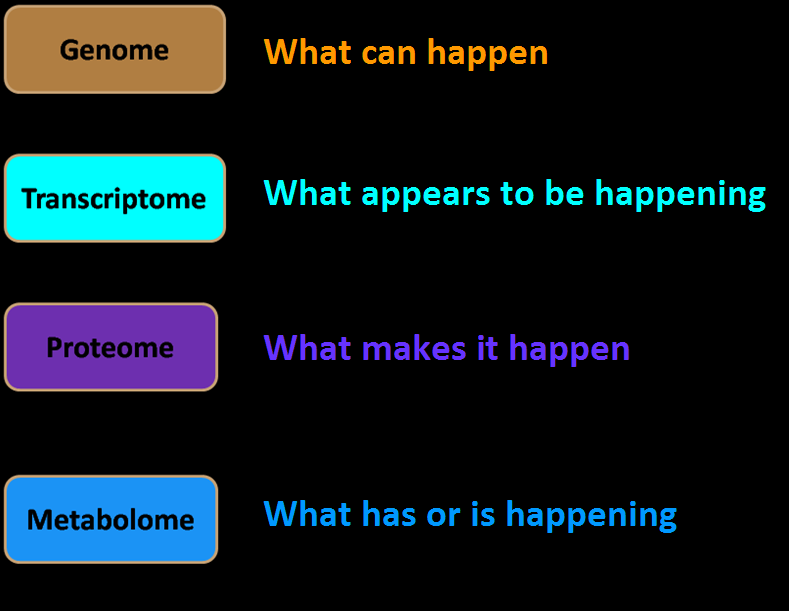 Genome What can happen
Transcriptome What appears to be happening
Proteome What makes it happen
Metabolome What has or is happening